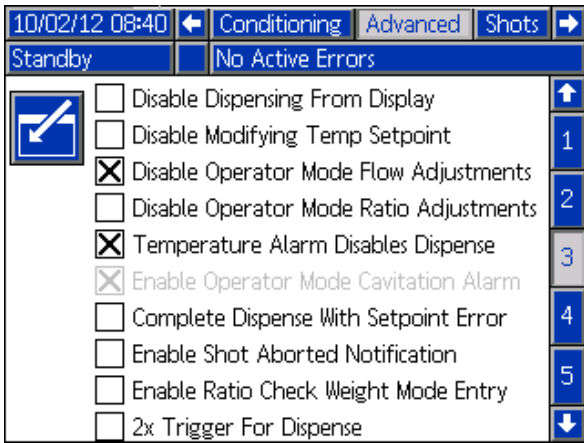 10/02/12 08:40 Conditioning Advanced Shots
Standby No Active Errors
Disable Dispensing From Display
Disable Modifying Temp Setpoint
1
Disable Operator Mode Flow Adjustments
Disable Operator Mode Ratio Adjustments
2
Temperature Alarm Disables Dispense
3
Enable Operator Mode Cavitation Alarm
Complete Dispense With Setpoint Error
4
Enable Shot Aborted Notification
5
Enable Ratio Check Weight Mode Entry
2x Trigger For Dispense